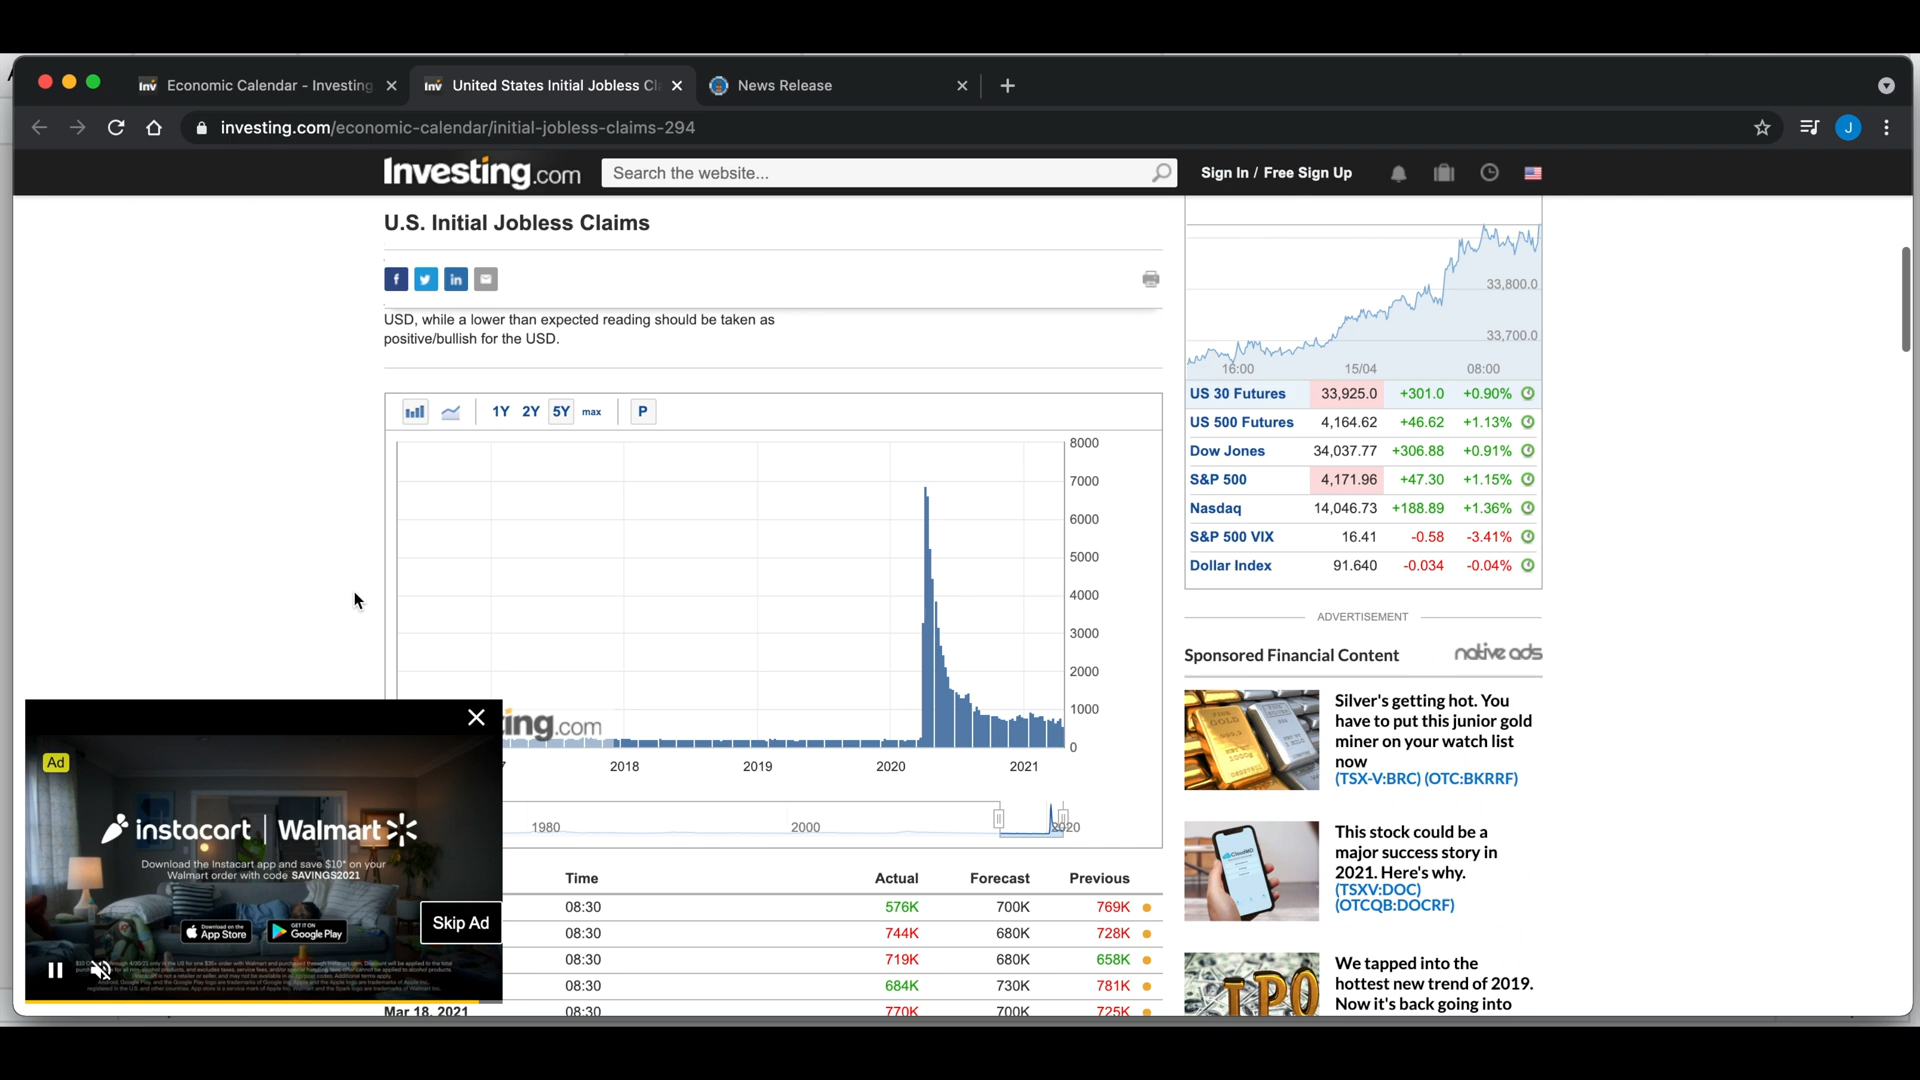 Economic Calendar - Investing
United States Initial Jobless Cl
News Release
investing.com/economic-calendar/initial-jobless-claims-294
J
Investing.com
Search the website...
Sign In / Free Sign Up
U.S. Initial Jobless Claims
USD, while a lower than expected reading should be taken as
positive/bullish for the USD.
1Y 2Y 5Y max P
8000
7000
6000
5000
4000
3000
2000
1000
0
ing.com
2018 2019 2020 2021
1980 2000 2020
Time Actual Forecast Previous
08:30 576K 700K 769K
08:30 744K 680K 728K
08:30 719K 680K 658K
08:30 684K 730K 781K
Mar 18, 2021 08:30 770K 700K 725K
33,800.0
33,700.0
16:00 15/04 08:00
US 30 Futures 33,925.0 +301.0 +0.90%
US 500 Futures 4,164.62 +46.62 +1.13%
Dow Jones 34,037.77 +306.88 +0.91%
S&P 500 4,171.96 +47.30 +1.15%
Nasdaq 14,046.73 +188.89 +1.36%
S&P 500 VIX 16.41 -0.58 -3.41%
Dollar Index 91.640 -0.034 -0.04%
ADVERTISEMENT
Sponsored Financial Content native ads
Silver's getting hot. You
have to put this junior gold
miner on your watch list
now
(TSX-V:BRC) (OTC:BKRRF)
This stock could be a
major success story in
2021. Here's why.
(TSXV:DOC)
(OTCQB:DOCRF)
We tapped into the
hottest new trend of 2019.
Now it's back going into
IPO
Ad
instacart | Walmart
Download the Instacart app and save $10* on your
Walmart order with code SAVINGS2021
Download on the
App Store
GET IT ON
Google Play
Skip Ad